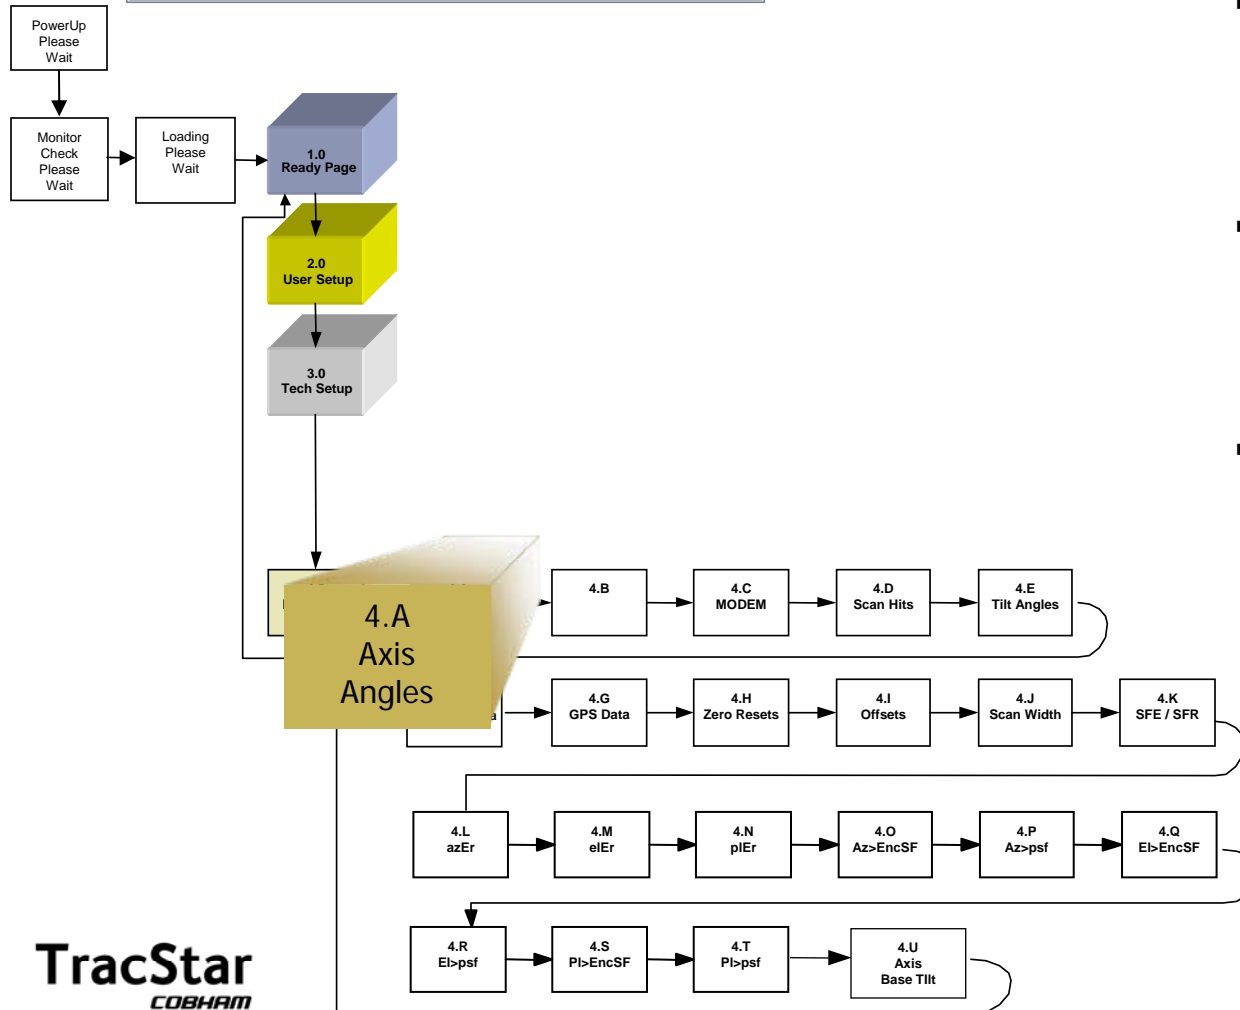 PowerUp
Please
Wait
Monitor
Check
Please
Wait
Loading
Please
Wait
1.0
Ready Page
2.0
User Setup
3.0
Tech Setup
4.A
Axis
Angles
4.B
4.C
MODEM
4.D
Scan Hits
4.E
Tilt Angles
4.G
GPS Data
4.H
Zero Resets
4.I
Offsets
4.J
Scan Width
4.K
SFE / SFR
4.L
azEr
4.M
elEr
4.N
plEr
4.O
Az>EncSF
4.P
Az>psf
4.Q
El>EncSF
4.R
El>psf
4.S
Pl>EncSF
4.T
Pl>psf
4.U
Axis
Base TIlt
TracStar
COBHAM